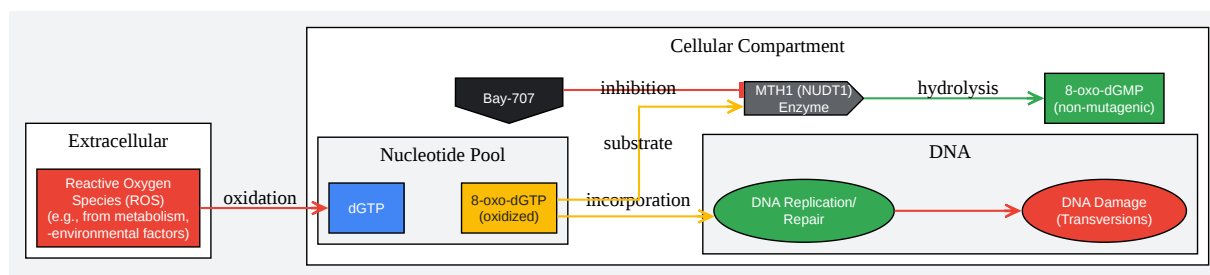 Cellular Compartment
Bay-707
inhibition
MTH1 (NUDT1)
Enzyme
hydrolysis
8-oxo-dGMP
(non-mutagenic)
Extracellular
Reactive Oxygen
Species (ROS)
(e.g., from metabolism,
-environmental factors)
oxidation
Nucleotide Pool
dGTP
8-oxo-dGTP
(oxidized)
substrate
incorporation
DNA
DNA Replication/
Repair
DNA Damage
(Transversions)